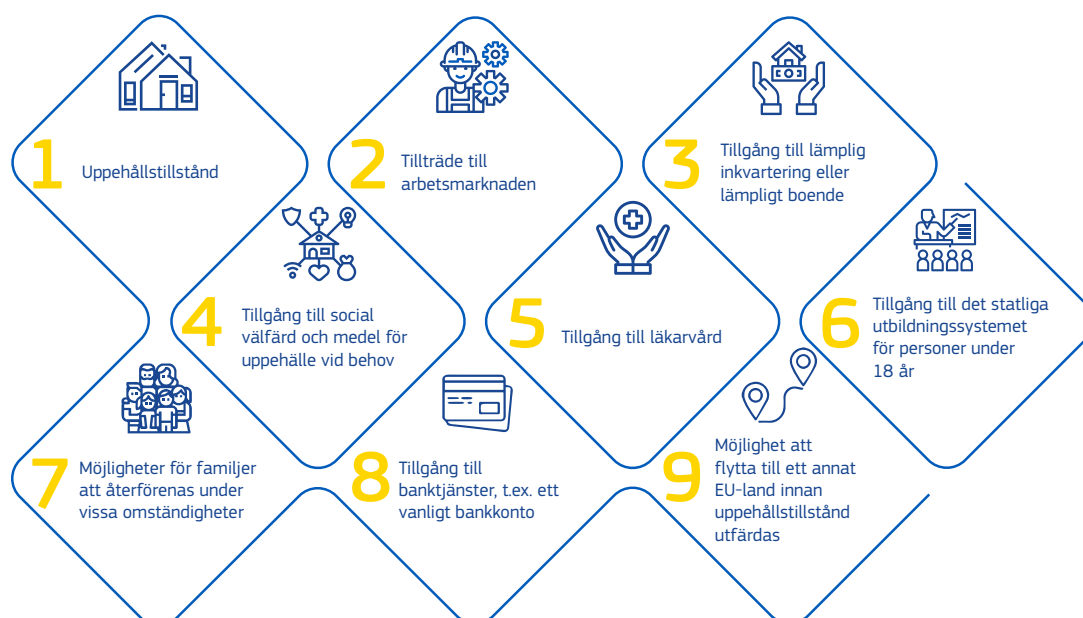 1
Uppehållstillstånd
2
Tillträde till
arbetsmarknaden
3
Tillgång till lämplig
inkvartering eller
lämpligt boende
4
Tillgång till social
välfärd och medel för
uppehälle vid behov
5
Tillgång till läkarvård
6
Tillgång till det statliga
utbildningssystemet
för personer under
18 år
7
Möjligheter för familjer
att återförenas under
vissa omständigheter
8
Tillgång till
banktjänster, t.ex. ett
vanligt bankkonto
9
Möjlighet att
flytta till ett annat
EU-land innan
uppehållstillstånd
utfärdas